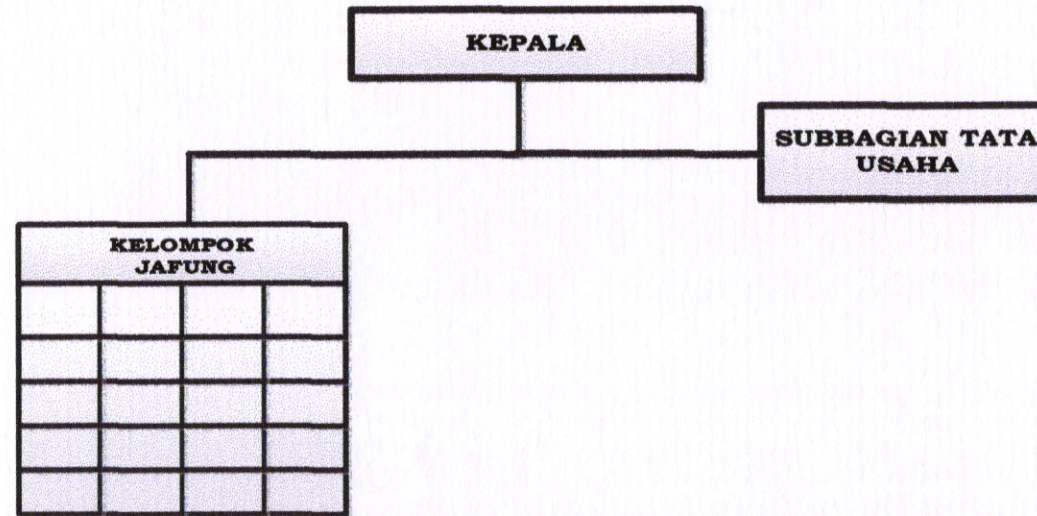 KEPALA
SUBBAGIAN TATA
USAHA
KELOMPOK
JAFUNG